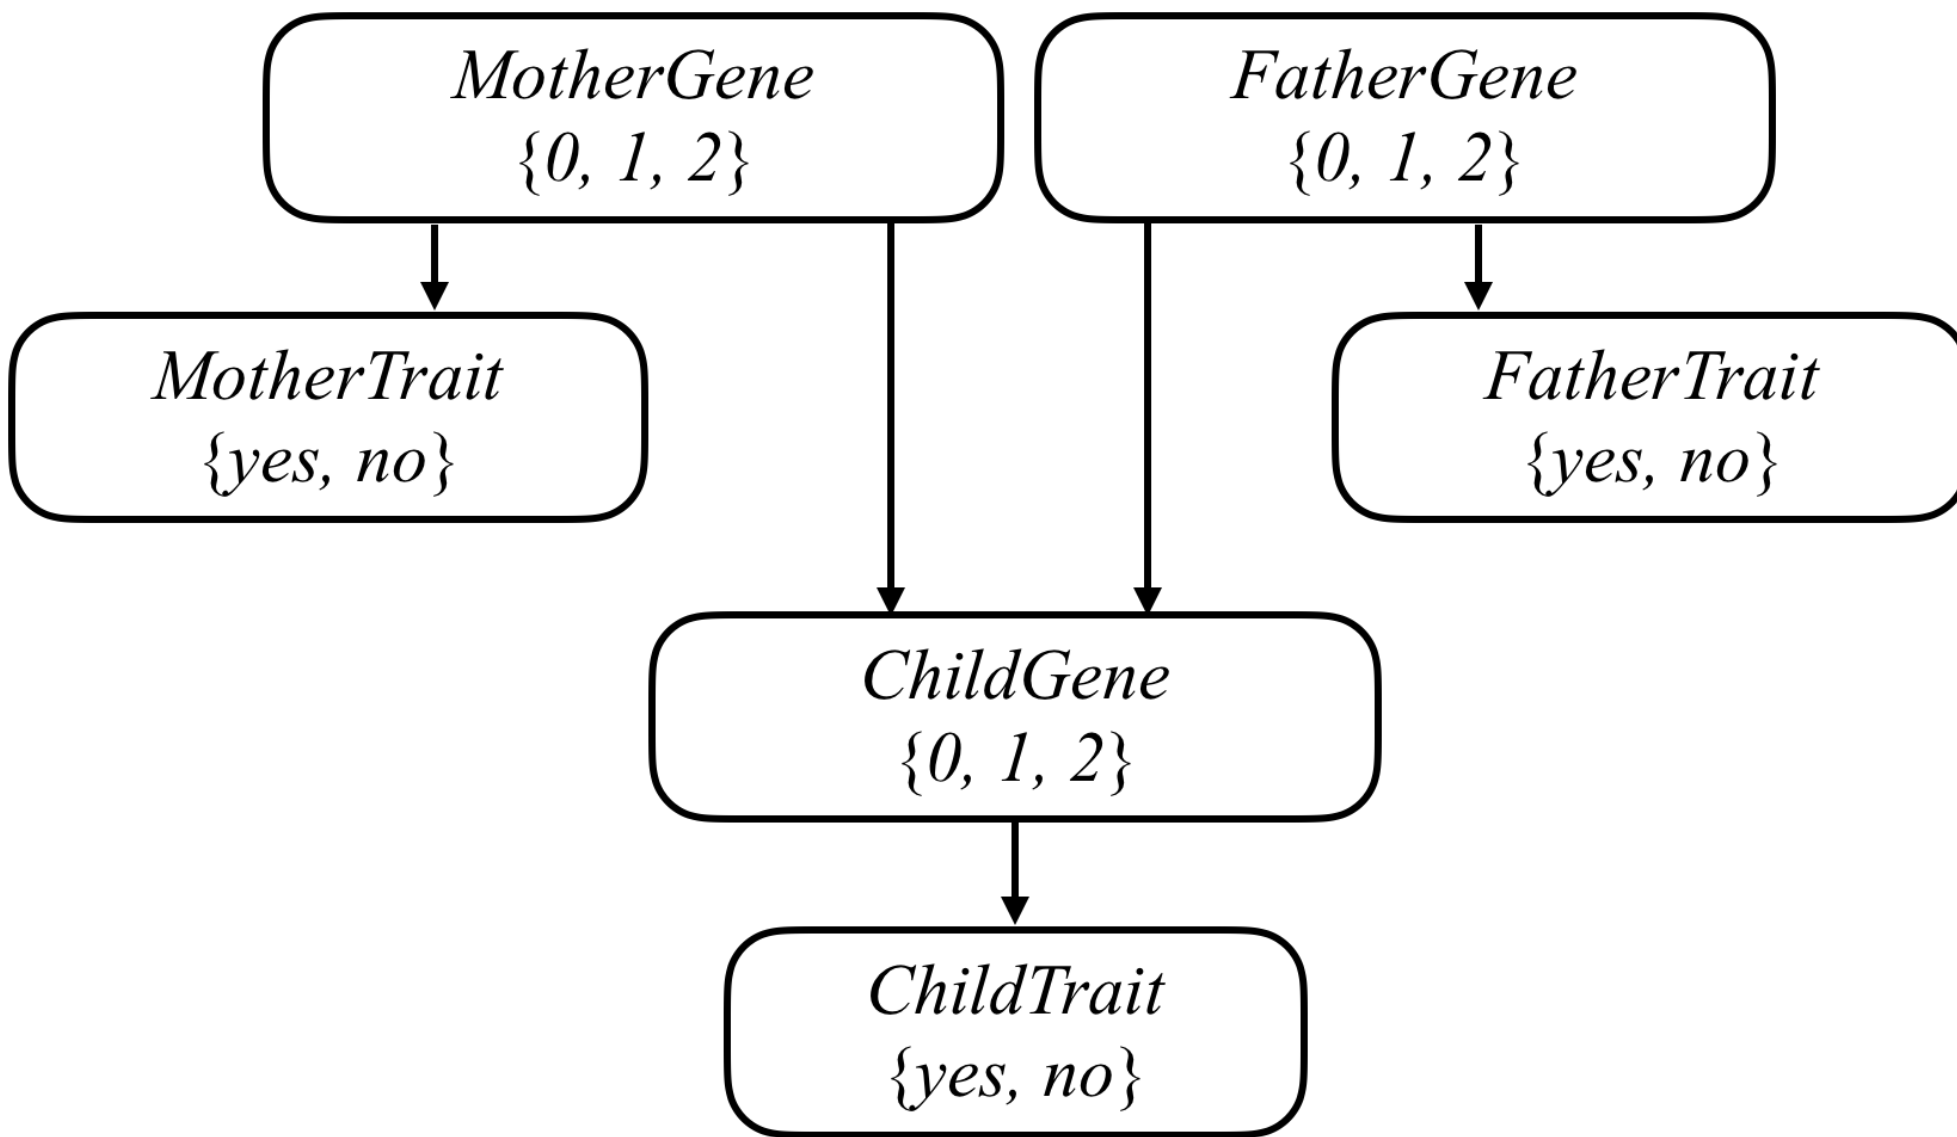 MotherGene
{0, 1, 2}
FatherGene
{0, 1, 2}
MotherTrait
{yes, no}
FatherTrait
{yes, no}
ChildGene
{0, 1, 2}
ChildTrait
{yes, no}